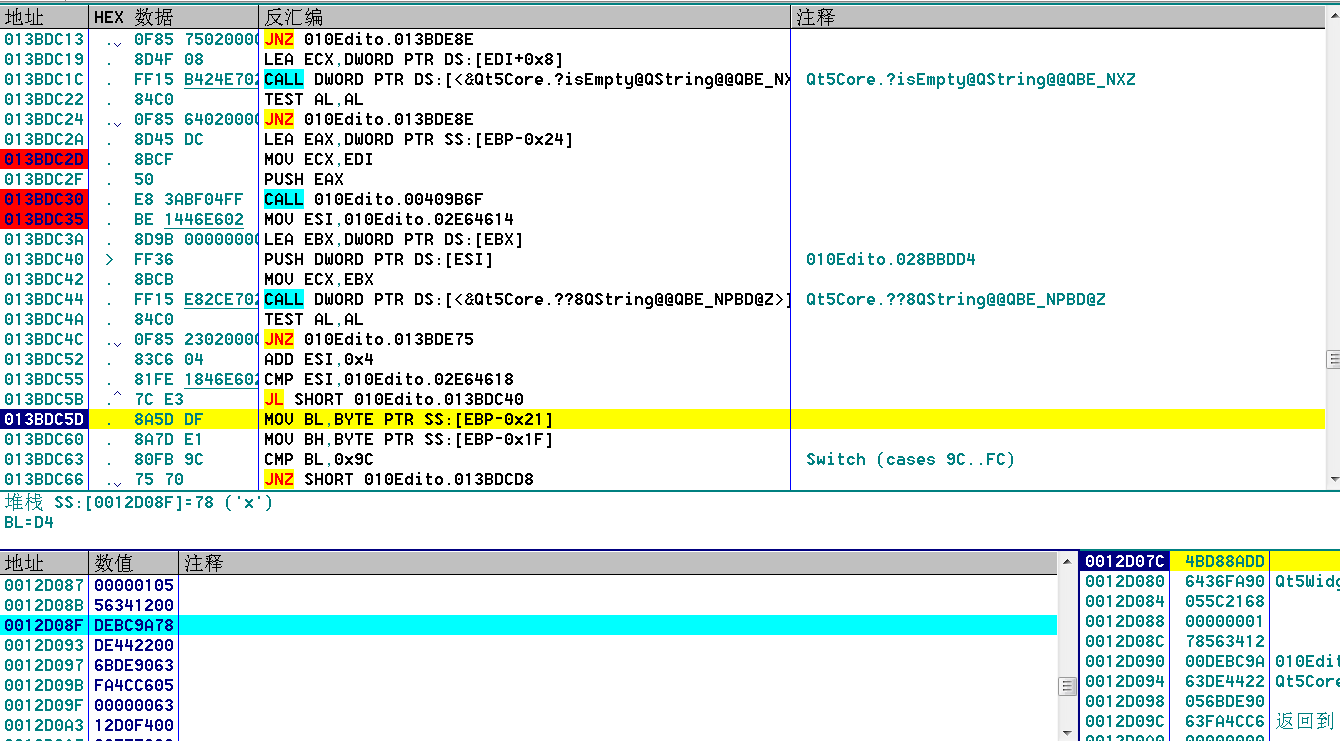 地址 HEX 数据 反汇编 注释
013BDC13 . 0F85 7502000 JNZ 010Edito.013BDE8E
013BDC19 . 8D4F 08 LEA ECX,DWORD PTR DS:[EDI+0x8]
013BDC1C . FF15 B424E702 CALL DWORD PTR DS:[<&Qt5Core.?isEmpty@QString@@QBE_NX Qt5Core.?isEmpty@QString@@QBE_NXZ
013BDC22 . 84C0 TEST AL,AL
013BDC24 . 0F85 6402000 JNZ 010Edito.013BDE8E
013BDC2A . 8D45 DC LEA EAX,DWORD PTR SS:[EBP-0x24]
013BDC2D . 8BCF MOV ECX,EDI
013BDC2F . 50 PUSH EAX
013BDC30 . E8 3ABF04FF CALL 010Edito.00409B6F
013BDC35 . BE 1446E602 MOV ESI,010Edito.02E64614
013BDC3A . 8D9B 0000000 LEA EBX,DWORD PTR DS:[EBX]
013BDC40 > FF36 PUSH DWORD PTR DS:[ESI] 010Edito.028BBDD4
013BDC42 . 8BCB MOV ECX,EBX
013BDC44 . FF15 E82CE702 CALL DWORD PTR DS:[<&Qt5Core.??8QString@@QBE_NPBD@Z>] Qt5Core.??8QString@@QBE_NPBD@Z
013BDC4A . 84C0 TEST AL,AL
013BDC4C . 0F85 2302000 JNZ 010Edito.013BDE75
013BDC52 . 83C6 04 ADD ESI,0x4
013BDC55 . 81FE 1846E602 CMP ESI,010Edito.02E64618
013BDC5B .^ 7C E3 JL SHORT 010Edito.013BDC40
013BDC5D . 8A5D DF MOV BL,BYTE PTR SS:[EBP-0x21]
013BDC60 . 8A7D E1 MOV BH,BYTE PTR SS:[EBP-0x1F]
013BDC63 . 80FB 9C CMP BL,0x9C Switch (cases 9C..FC)
013BDC66 . 75 70 JNZ SHORT 010Edito.013BDCD8
堆栈 SS:[0012D08F]=78 ('x')
BL=D4
地址 数值 注释
0012D087 00000105
0012D08B 56341200
0012D08F DEBC9A78
0012D093 DE442200
0012D097 6BDE9063
0012D09B FA4CC605
0012D09F 00000063
0012D0A3 12D0F400
0012D07C 4BD88ADD
0012D080 6436FA90 Qt5Widg
0012D084 055C2168
0012D088 00000001
0012D08C 78563412
0012D090 00DEBC9A 010Edit
0012D094 63DE4422 Qt5Core
0012D098 056BDE90
0012D09C 63FA4CC6 返回到